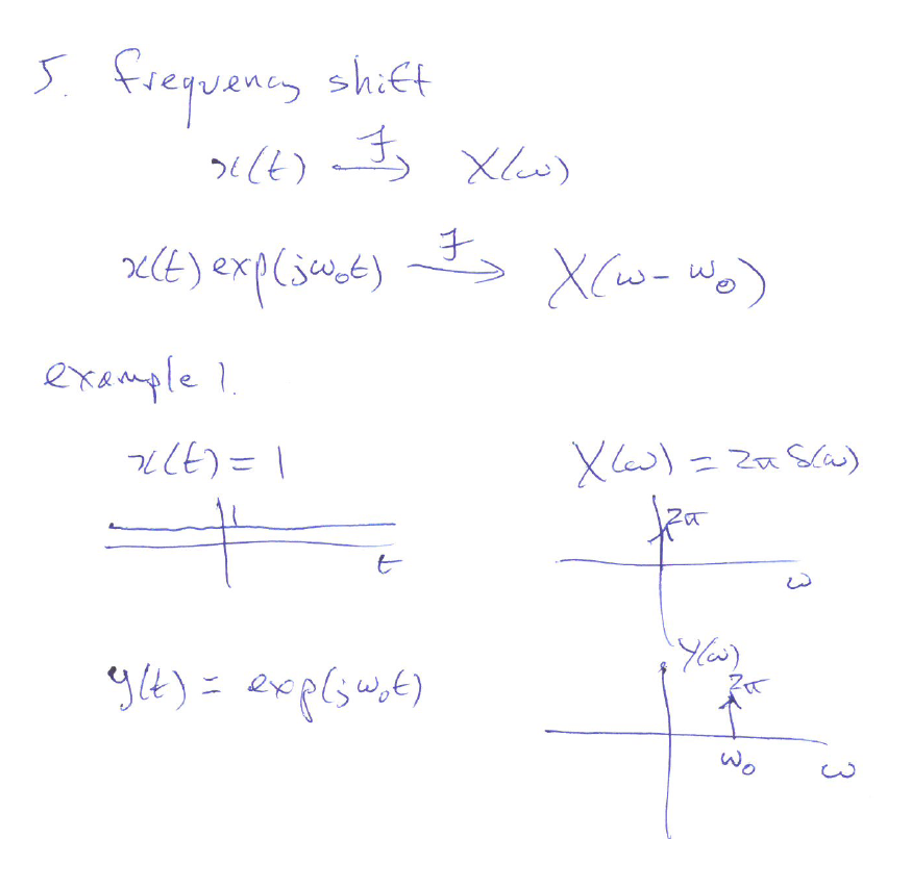 5. frequency shift
x(t) ℱ→ X(ω)
x(t) exp(jω₀t) ℱ→ X(ω - ω₀)
example 1.
x(t) = 1
X(ω) = 2π δ(ω)
1
t
2π
ω
y(t) = exp(jω₀t)
Y(ω)
2π
ω₀
ω